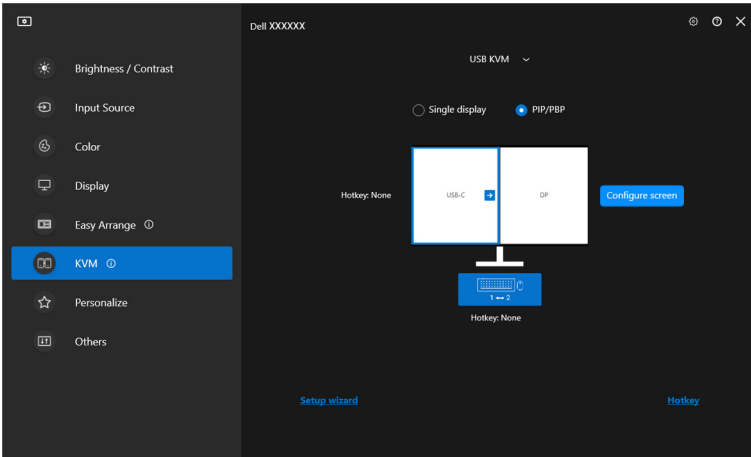 Dell XXXXXX
Brightness / Contrast
Input Source
Color
Display
Easy Arrange
KVM
Personalize
Others
USB KVM
Single display
PIP/PBP
Hotkey: None
USB-C
DP
Configure screen
1 ↔ 2
Hotkey: None
Setup wizard
Hotkey